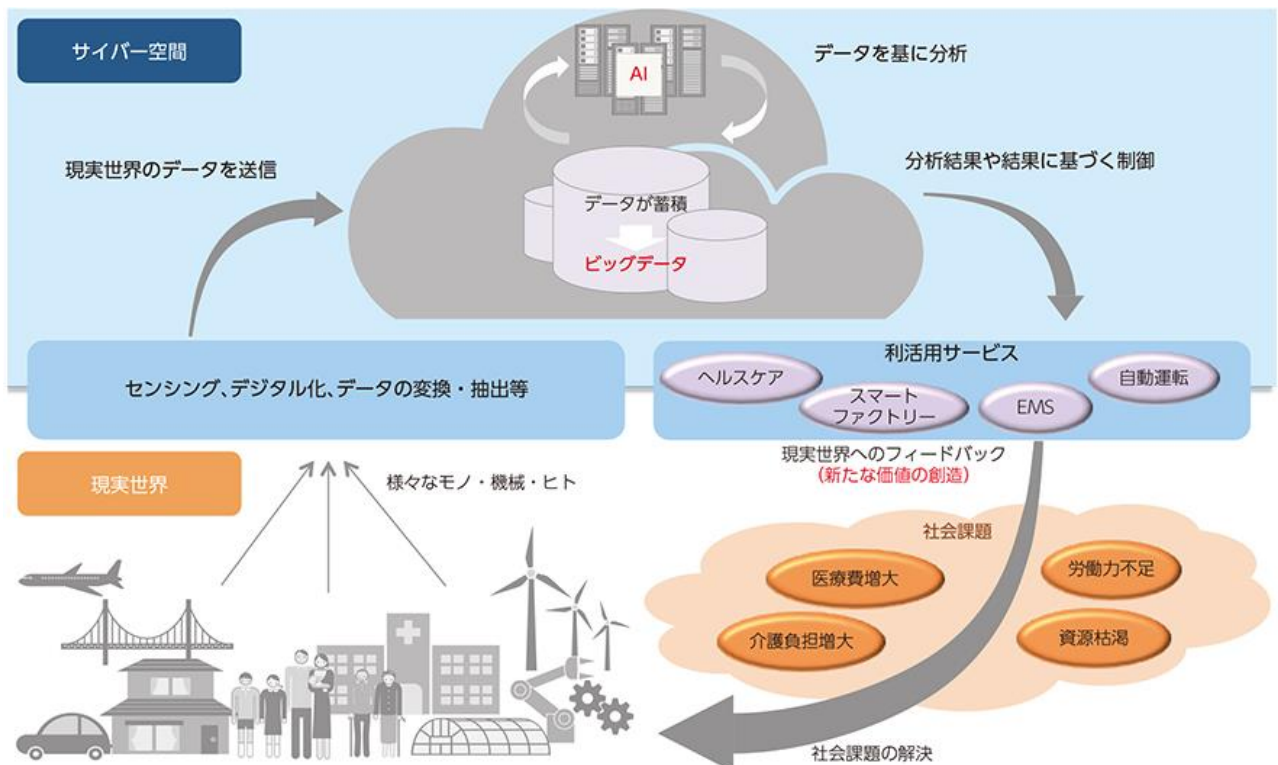 サイバー空間
AI
データを基に分析
現実世界のデータを送信
分析結果や結果に基づく制御
データが蓄積
ビッグデータ
センシング、デジタル化、データの変換・抽出等
利活用サービス
ヘルスケア
スマート
ファクトリー
EMS
自動運転
現実世界へのフィードバック
(新たな価値の創造)
現実世界
様々なモノ・機械・ヒト
社会課題
医療費増大
労働力不足
介護負担増大
資源枯渇
社会課題の解決